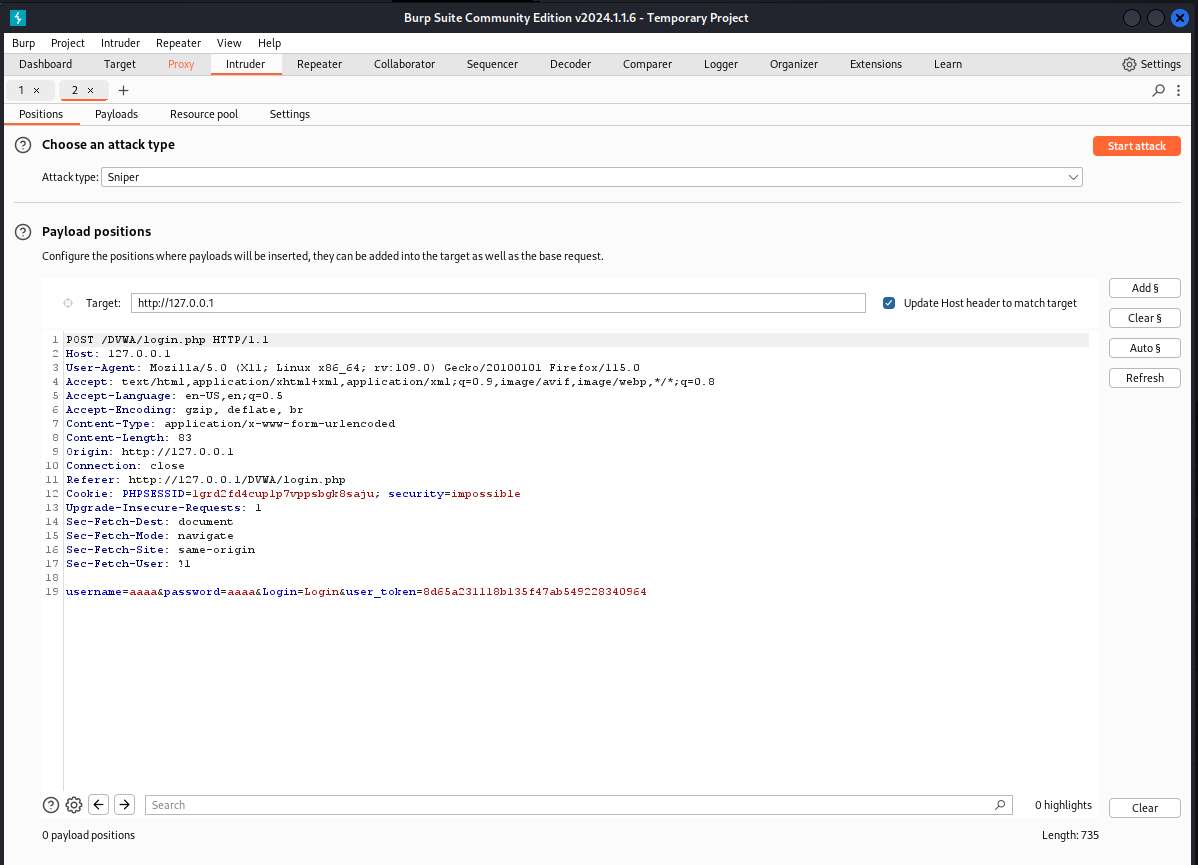 Burp Suite Community Edition v2024.1.1.6 - Temporary Project
Burp Project Intruder Repeater View Help
Dashboard Target Proxy Intruder Repeater Collaborator Sequencer Decoder Comparer Logger Organizer Extensions Learn Settings
1 × 2 × +
Positions Payloads Resource pool Settings
Choose an attack type
Start attack
Attack type: Sniper
Payload positions
Configure the positions where payloads will be inserted, they can be added into the target as well as the base request.
Target: http://127.0.0.1 Update Host header to match target
Add §
Clear §
Auto §
Refresh
1 POST /DVWA/login.php HTTP/1.1
2 Host: 127.0.0.1
3 User-Agent: Mozilla/5.0 (X11; Linux x86_64; rv:109.0) Gecko/20100101 Firefox/115.0
4 Accept: text/html,application/xhtml+xml,application/xml;q=0.9,image/avif,image/webp,*/*;q=0.8
5 Accept-Language: en-US,en;q=0.5
6 Accept-Encoding: gzip, deflate, br
7 Content-Type: application/x-www-form-urlencoded
8 Content-Length: 83
9 Origin: http://127.0.0.1
10 Connection: close
11 Referer: http://127.0.0.1/DVWA/login.php
12 Cookie: PHPSESSID=1grd2fd4cup1p7vppsbgk8saju; security=impossible
13 Upgrade-Insecure-Requests: 1
14 Sec-Fetch-Dest: document
15 Sec-Fetch-Mode: navigate
16 Sec-Fetch-Site: same-origin
17 Sec-Fetch-User: ?1
18
19 username=aaaa&password=aaaa&Login=Login&user_token=8d65a231118b135f47ab549228340964
Search 0 highlights Clear
0 payload positions Length: 735